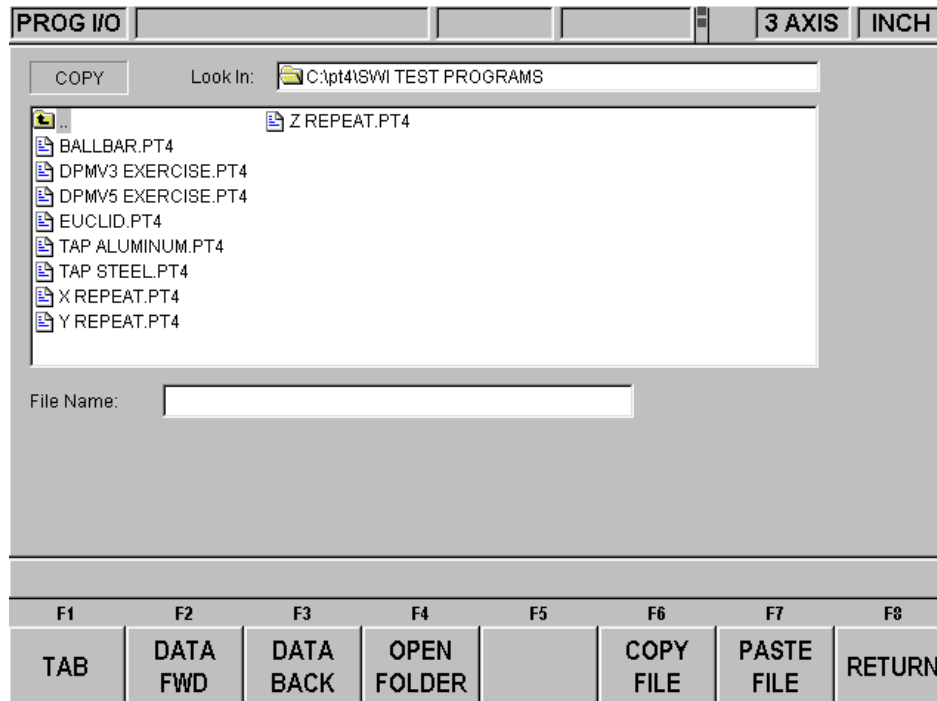 PROG I/O 3 AXIS INCH
COPY Look In: C:\pt4\SWI TEST PROGRAMS
.. Z REPEAT.PT4
BALLBAR.PT4
DPMV3 EXERCISE.PT4
DPMV5 EXERCISE.PT4
EUCLID.PT4
TAP ALUMINUM.PT4
TAP STEEL.PT4
X REPEAT.PT4
Y REPEAT.PT4
File Name:
F1 F2 F3 F4 F5 F6 F7 F8
TAB DATA FWD DATA BACK OPEN FOLDER COPY FILE PASTE FILE RETURN